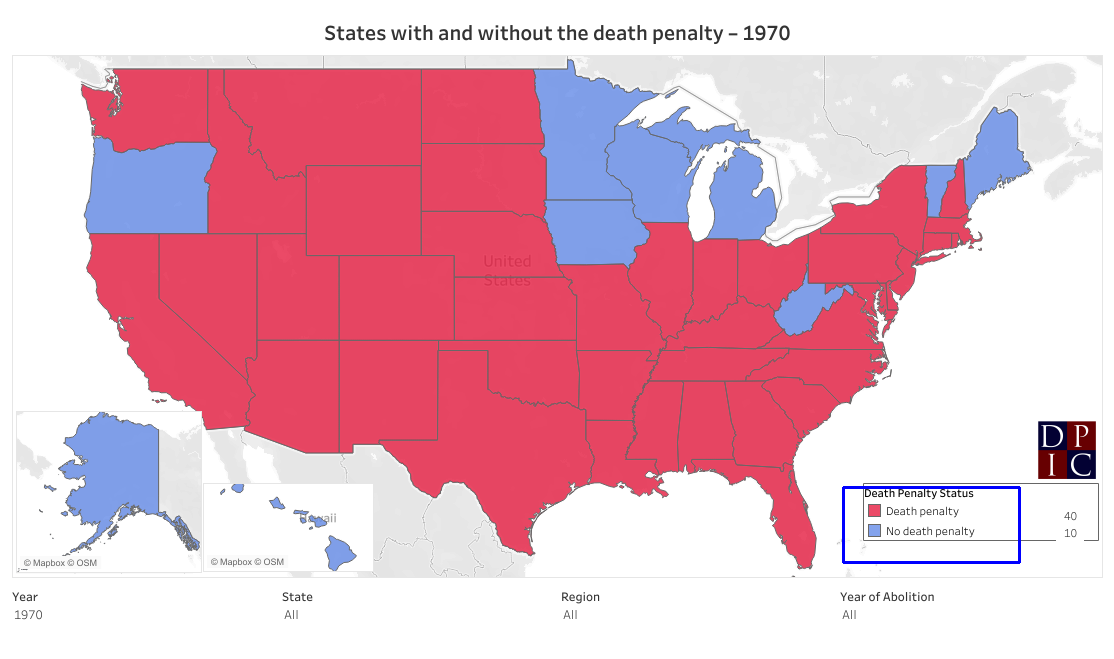 States with and without the death penalty – 1970
United
States
Hawaii
© Mapbox © OSM
© Mapbox © OSM
D P
I C
Death Penalty Status
Death penalty 40
No death penalty 10
Year State Region Year of Abolition
1970 All All All